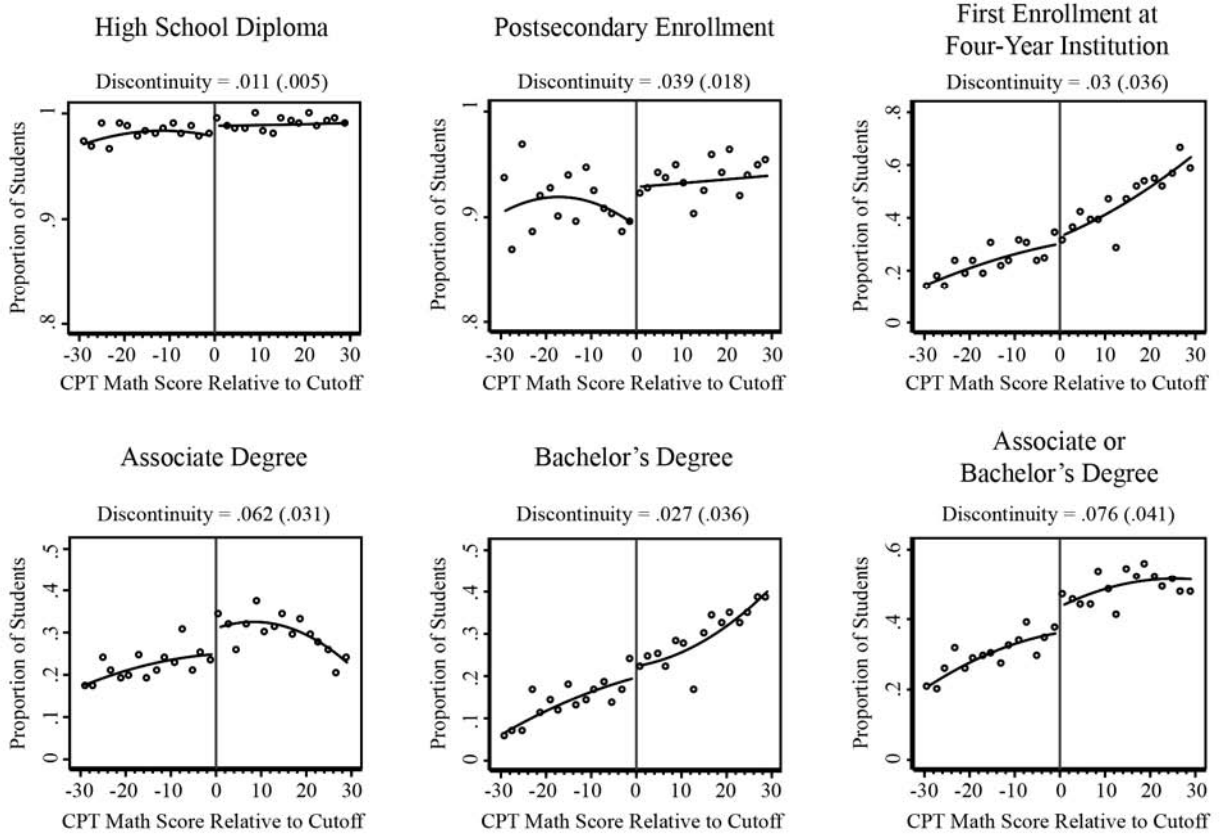 High School Diploma
Discontinuity = .011 (.005)
Proportion of Students
1
.9
.8
-30 -20 -10 0 10 20 30
CPT Math Score Relative to Cutoff
Postsecondary Enrollment
Discontinuity = .039 (.018)
Proportion of Students
1
.9
.8
-30 -20 -10 0 10 20 30
CPT Math Score Relative to Cutoff
First Enrollment at
Four-Year Institution
Discontinuity = .03 (.036)
Proportion of Students
.8
.6
.4
.2
0
-30 -20 -10 0 10 20 30
CPT Math Score Relative to Cutoff
Associate Degree
Discontinuity = .062 (.031)
Proportion of Students
.5
.4
.3
.2
.1
0
-30 -20 -10 0 10 20 30
CPT Math Score Relative to Cutoff
Bachelor’s Degree
Discontinuity = .027 (.036)
Proportion of Students
.5
.4
.3
.2
.1
0
-30 -20 -10 0 10 20 30
CPT Math Score Relative to Cutoff
Associate or
Bachelor’s Degree
Discontinuity = .076 (.041)
Proportion of Students
.6
.4
.2
0
-30 -20 -10 0 10 20 30
CPT Math Score Relative to Cutoff